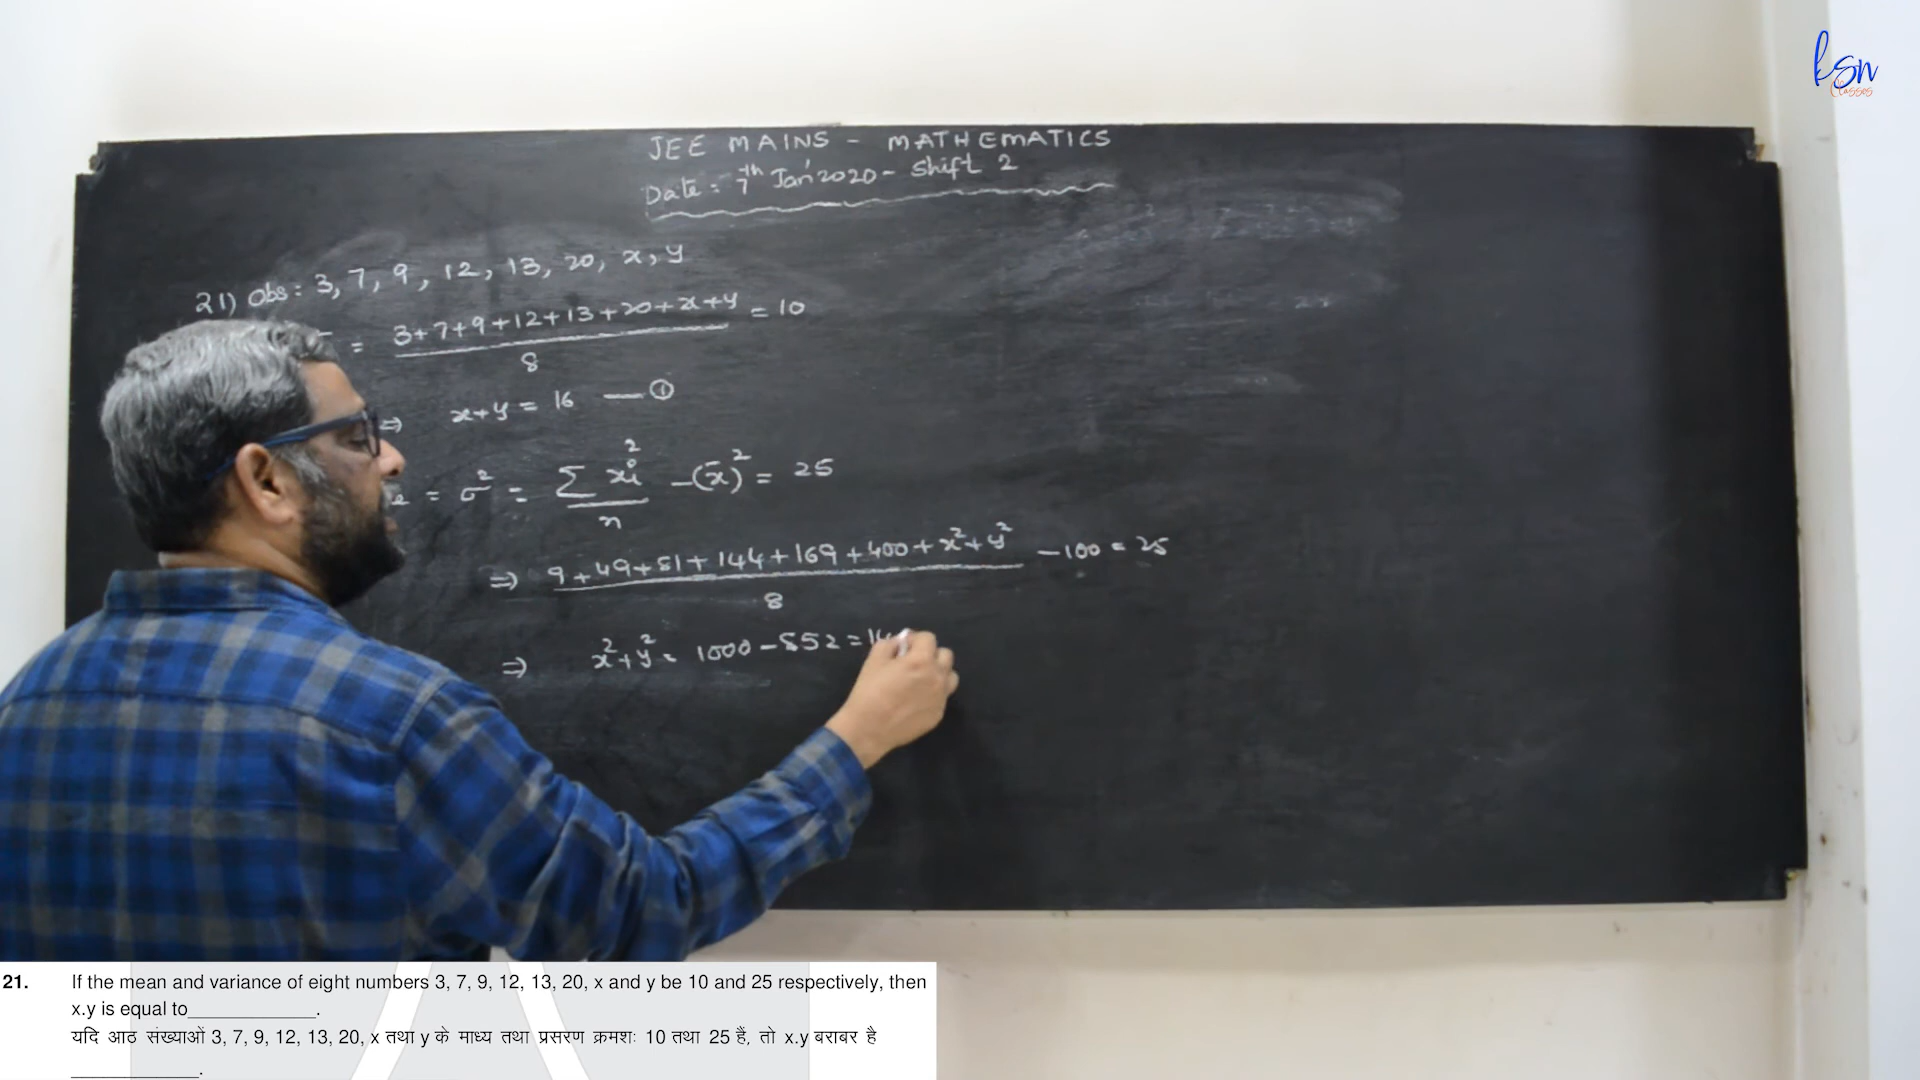 ksn
Classes
JEE MAINS - MATHEMATICS
Date : 7th Jan' 2020 - Shift 2
21) Obs : 3, 7, 9, 12, 13, 20, x, y
= 3+7+9+12+13+20+x+y / 8 = 10
⇒ x+y = 16 — ①
= σ² = Σxi² / n - (x̄)² = 25
⇒ 9+49+81+144+169+400+x²+y² / 8 - 100 = 25
⇒ x²+y² = 1000 - 852 = 14
21. If the mean and variance of eight numbers 3, 7, 9, 12, 13, 20, x and y be 10 and 25 respectively, then
x.y is equal to____________.
यदि आठ संख्याओं 3, 7, 9, 12, 13, 20, x तथा y के माध्य तथा प्रसरण क्रमशः 10 तथा 25 हैं, तो x.y बराबर है
____________.